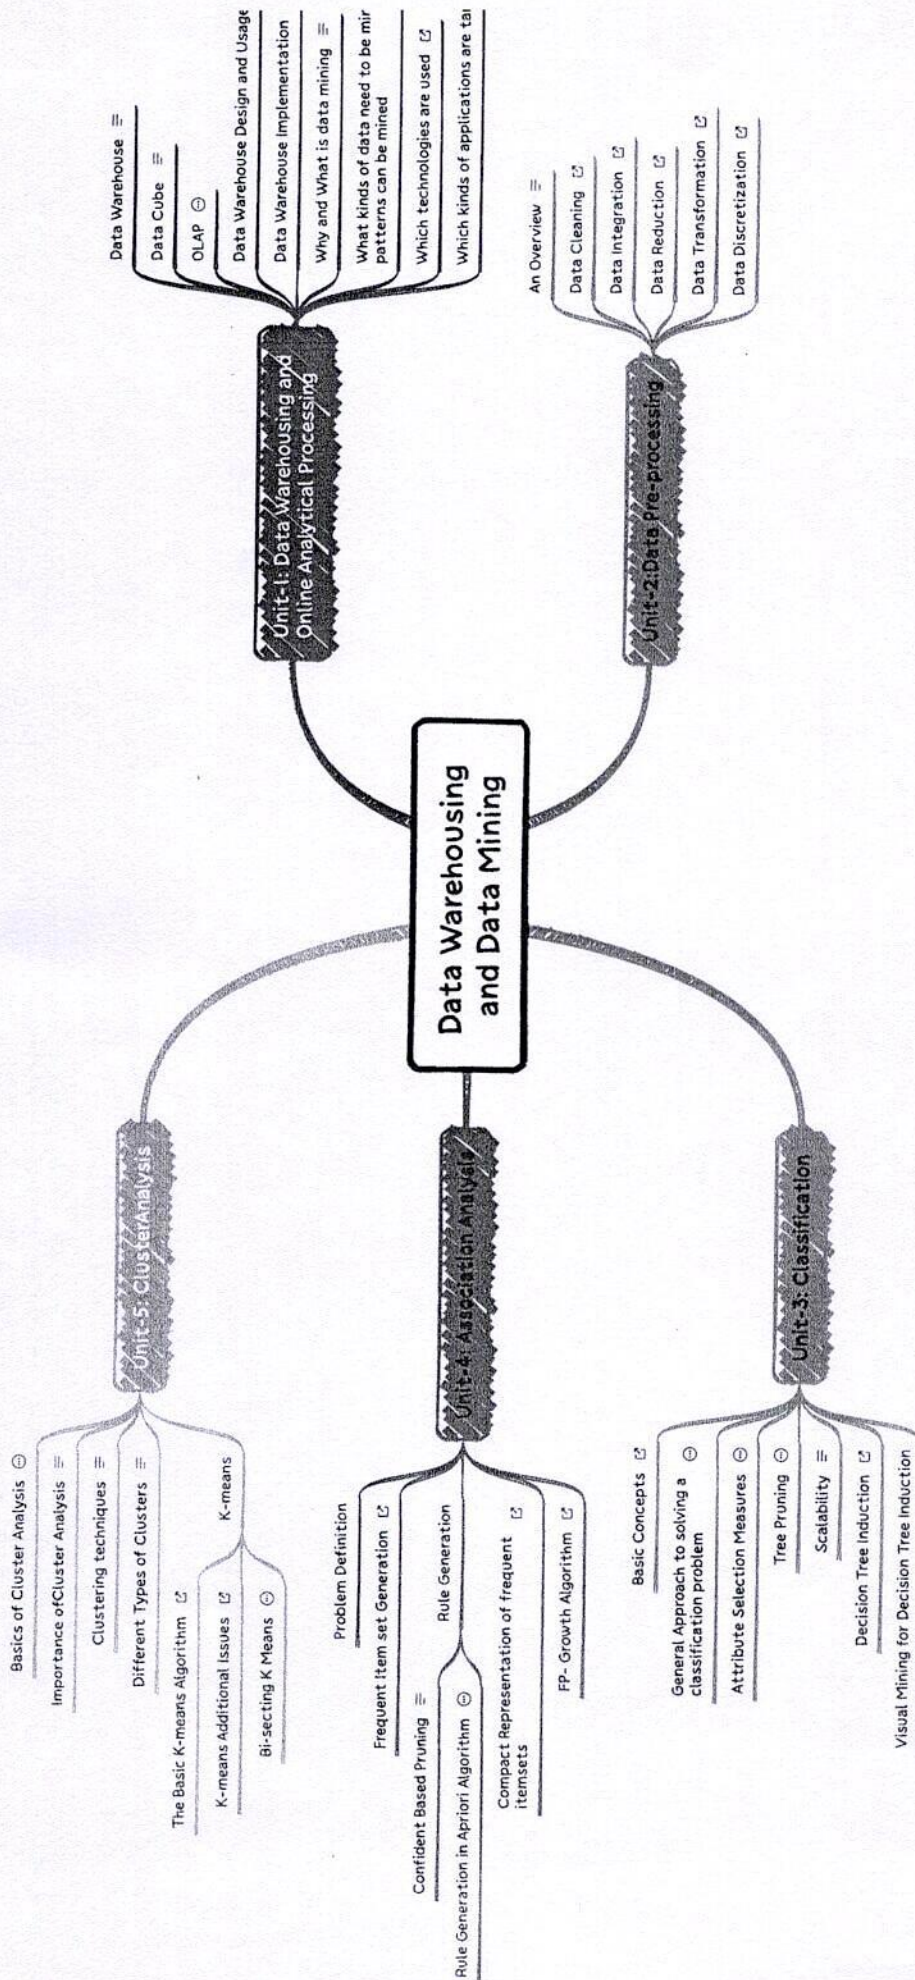 Data Warehousing
and Data Mining
Unit-1: Data Warehousing and
Online Analytical Processing
Data Warehouse
Data Cube
OLAP
Data Warehouse Design and Usage
Data Warehouse Implementation
Why and What is data mining
What kinds of data need to be mir
patterns can be mined
Which technologies are used
Which kinds of applications are tar
Unit-2:Data Pre-processing
An Overview
Data Cleaning
Data Integration
Data Reduction
Data Transformation
Data Discretization
Unit-5: ClusterAnalysis
Basics of Cluster Analysis
Importance ofCluster Analysis
Clustering techniques
Different Types of Clusters
K-means
The Basic K-means Algorithm
K-means Additional Issues
Bi-secting K Means
Unit-4: Association Analysis
Problem Definition
Frequent Item set Generation
Rule Generation
Confident Based Pruning
Rule Generation in Apriori Algorithm
Compact Representation of frequent
itemsets
FP- Growth Algorithm
Unit-3: Classification
Basic Concepts
General Approach to solving a
classification problem
Attribute Selection Measures
Tree Pruning
Scalability
Decision Tree Induction
Visual Mining for Decision Tree Induction